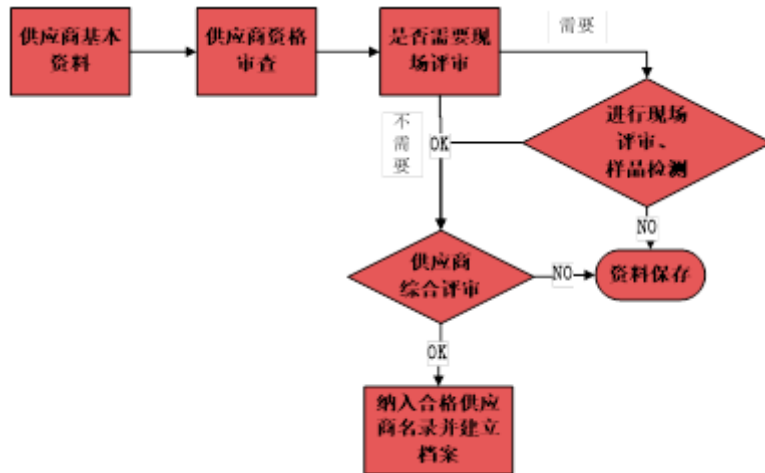 供应商基本
资料
供应商资格
审查
是否需要现
场评审
需要
进行现场
评审、
样品检测
不
需
要
OK
NO
供应商
综合评审
NO
资料保存
OK
纳入合格供应
商名录并建立
档案